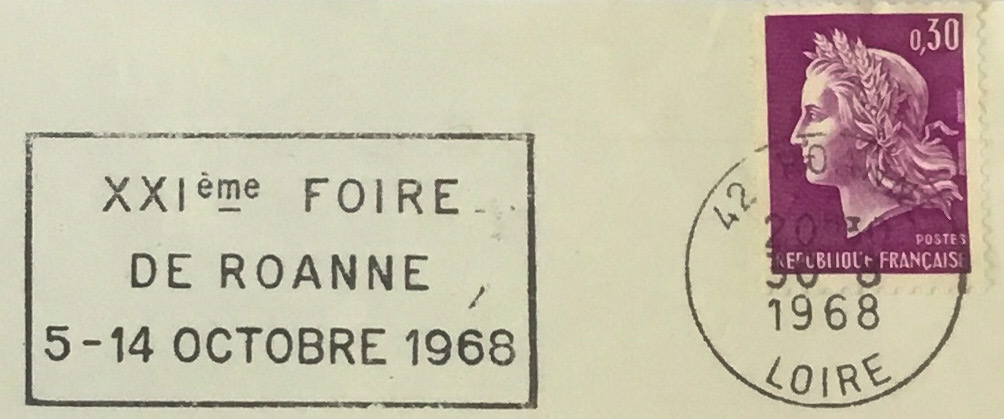 XXIème FOIRE
DE ROANNE
5-14 OCTOBRE 1968
0,30
POSTES
REPUBLIQUE FRANÇAISE
42
1968
LOIRE